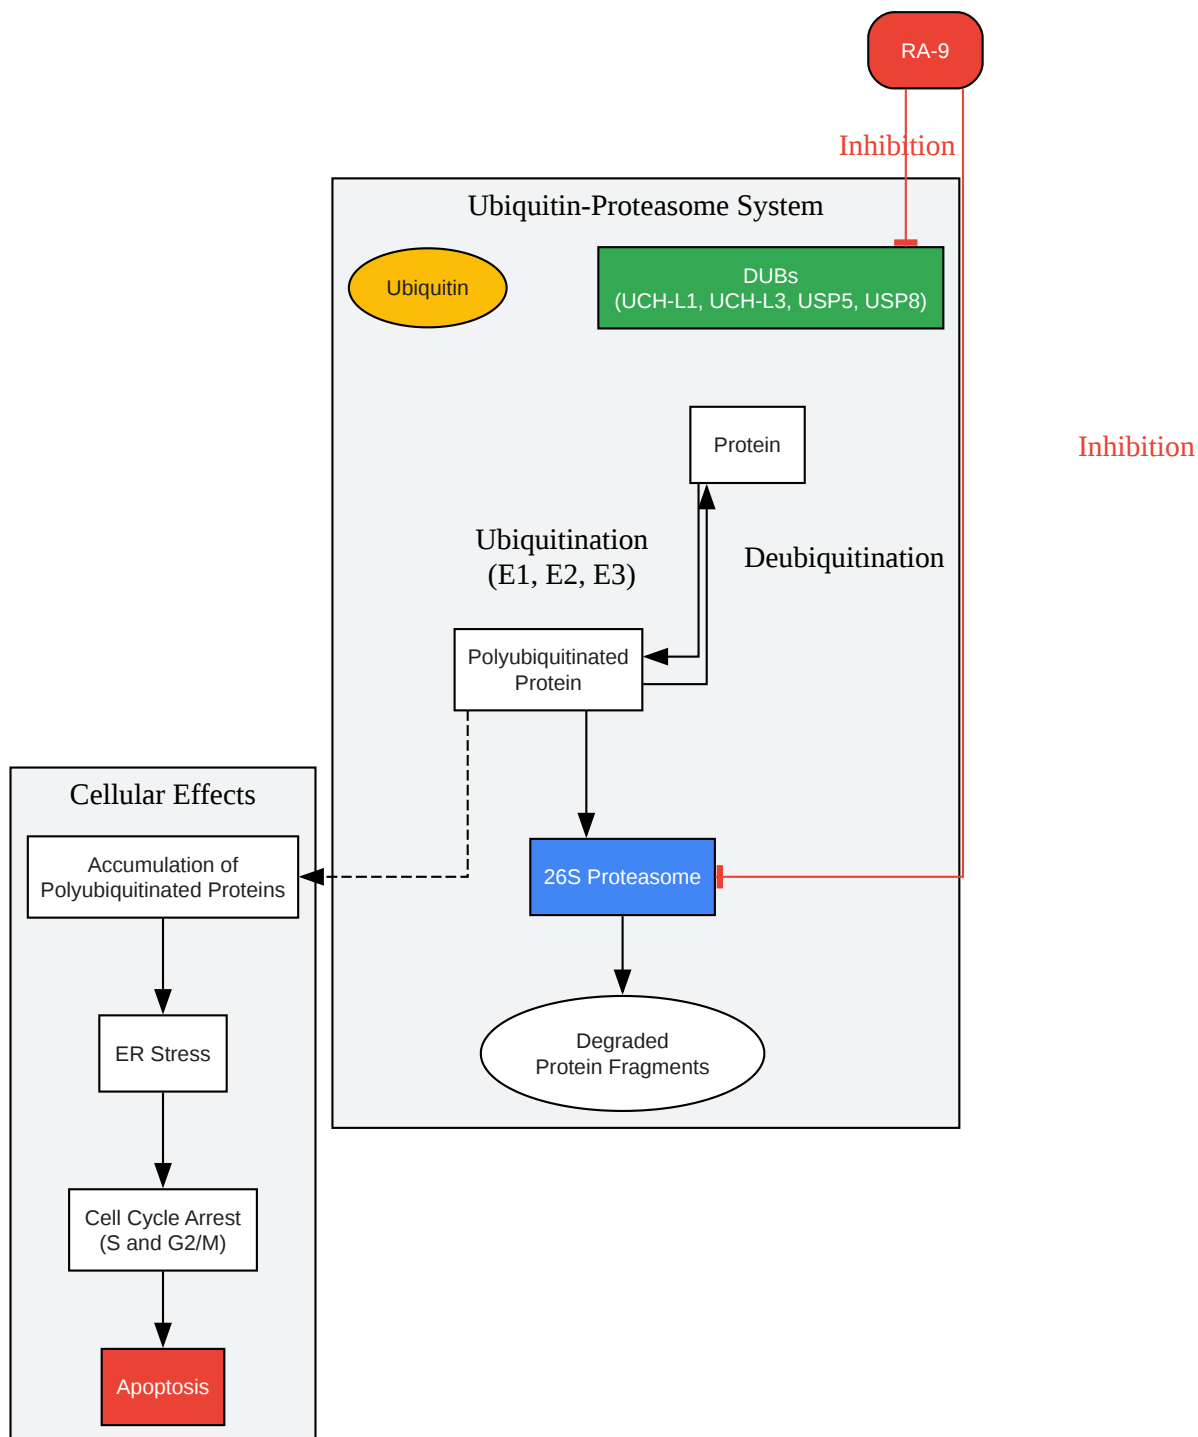 RA-9
Inhibition
Ubiquitin-Proteasome System
Ubiquitin
DUBs
(UCH-L1, UCH-L3, USP5, USP8)
Protein
Inhibition
Ubiquitination
(E1, E2, E3)
Deubiquitination
Polyubiquitinated
Protein
Cellular Effects
Accumulation of
Polyubiquitinated Proteins
26S Proteasome
ER Stress
Degraded
Protein Fragments
Cell Cycle Arrest
(S and G2/M)
Apoptosis